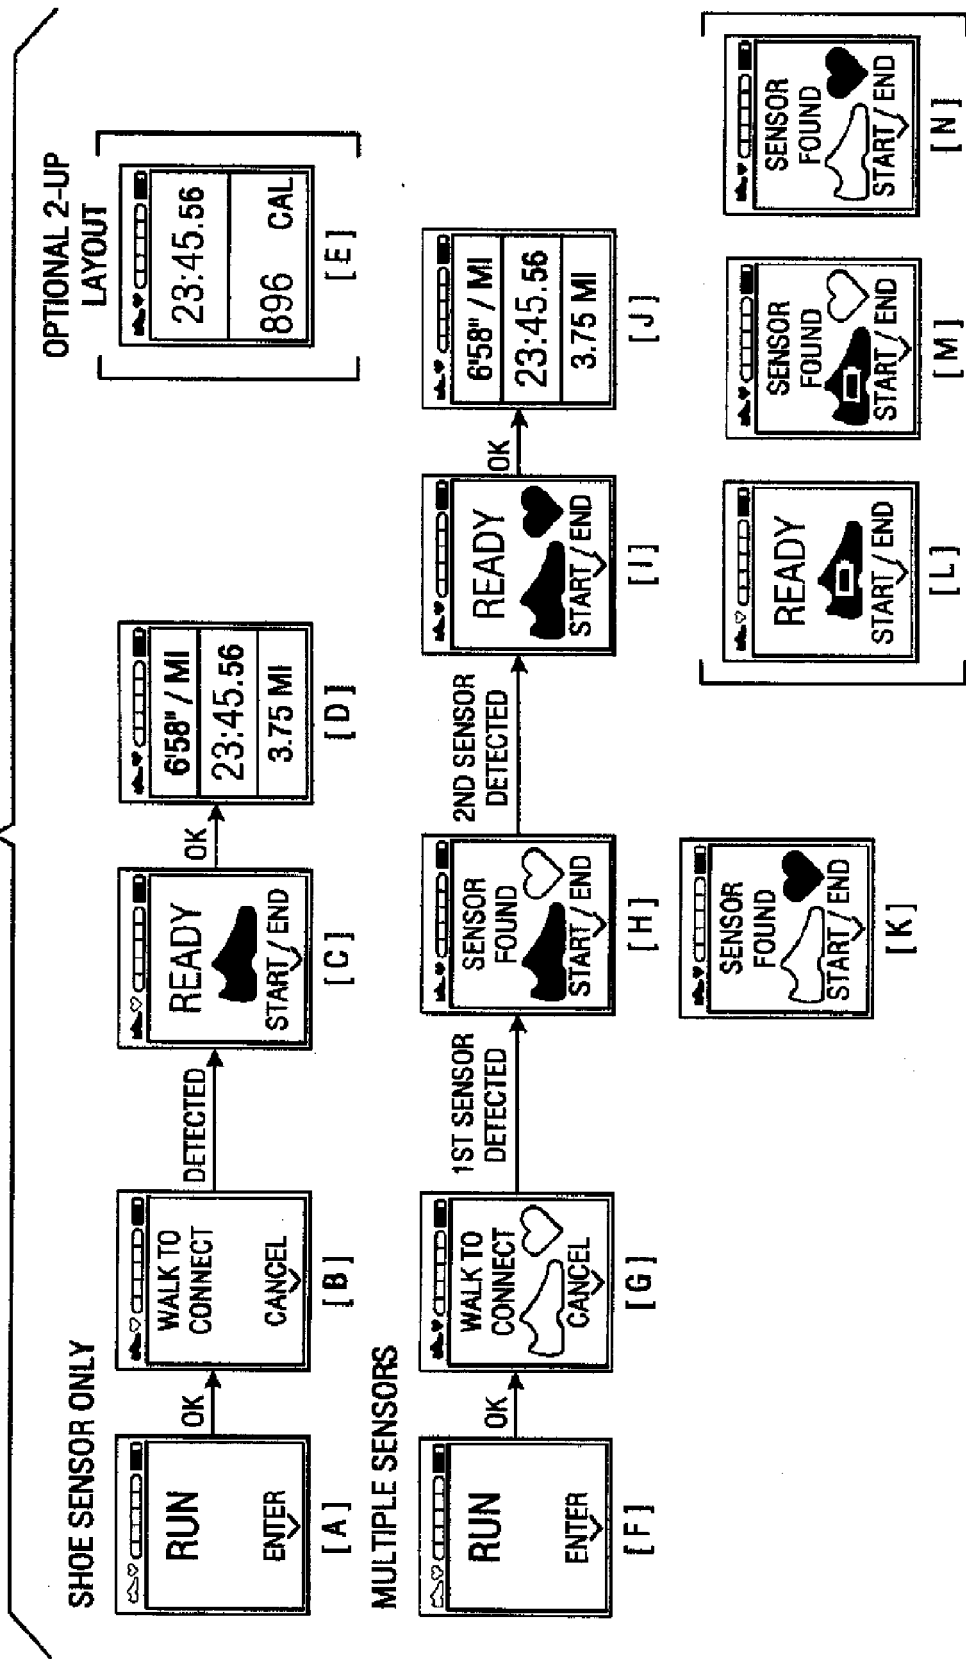 SHOE SENSOR ONLY
RUN
ENTER
[A]
OK
WALK TO
CONNECT
CANCEL
[B]
DETECTED
READY
START / END
[C]
OK
6'58" / MI
23:45.56
3.75 MI
[D]
OPTIONAL 2-UP
LAYOUT
23:45.56
896 CAL
[E]
MULTIPLE SENSORS
RUN
ENTER
[F]
OK
WALK TO
CONNECT
CANCEL
[G]
1ST SENSOR
DETECTED
SENSOR
FOUND
START / END
[H]
2ND SENSOR
DETECTED
READY
START / END
[I]
OK
6'58" / MI
23:45.56
3.75 MI
[J]
SENSOR
FOUND
START / END
[K]
READY
START / END
[L]
SENSOR
FOUND
START / END
[M]
SENSOR
FOUND
START / END
[N]